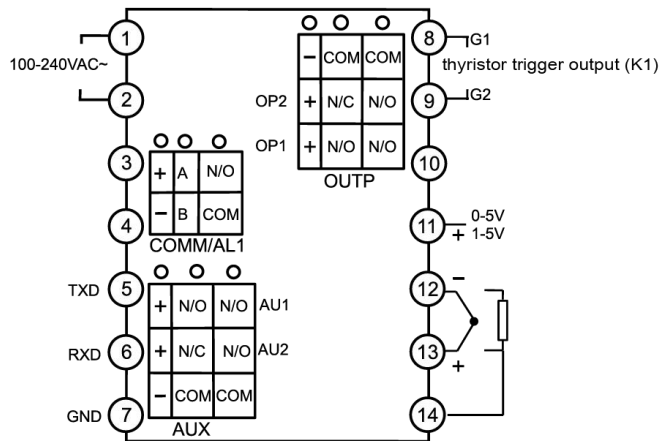 1
100-240VAC~
2
3
4
+ A N/O
− B COM
COMM/AL1
TXD 5
RXD 6
GND 7
+ N/O N/O AU1
+ N/C N/O AU2
− COM COM
AUX
− COM COM
OP2 + N/C N/O
OP1 + N/O N/O
OUTP
8 G1
thyristor trigger output (K1)
9 G2
10
11 0-5V
+ 1-5V
12 −
13 +
14